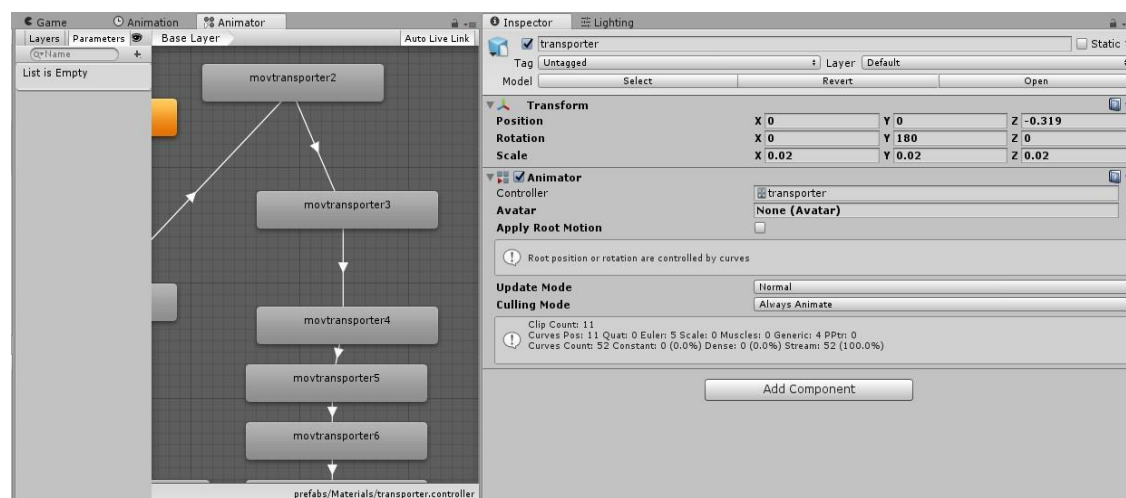 Game Animation Animator
Layers Parameters Base Layer Auto Live Link
Name +
List is Empty
movtransporter2
movtransporter3
movtransporter4
movtransporter5
movtransporter6
prefabs/Materials/transporter.controller
Inspector Lighting
transporter Static
Tag Untagged Layer Default
Model Select Revert Open
Transform
Position X 0 Y 0 Z -0.319
Rotation X 0 Y 180 Z 0
Scale X 0.02 Y 0.02 Z 0.02
Animator
Controller transporter
Avatar None (Avatar)
Apply Root Motion
Root position or rotation are controlled by curves
Update Mode Normal
Culling Mode Always Animate
Clip Count: 11
Curves Pos: 11 Quat: 0 Euler: 5 Scale: 0 Muscles: 0 Generic: 4 PPtr: 0
Curves Count: 52 Constant: 0 (0.0%) Dense: 0 (0.0%) Stream: 52 (100.0%)
Add Component